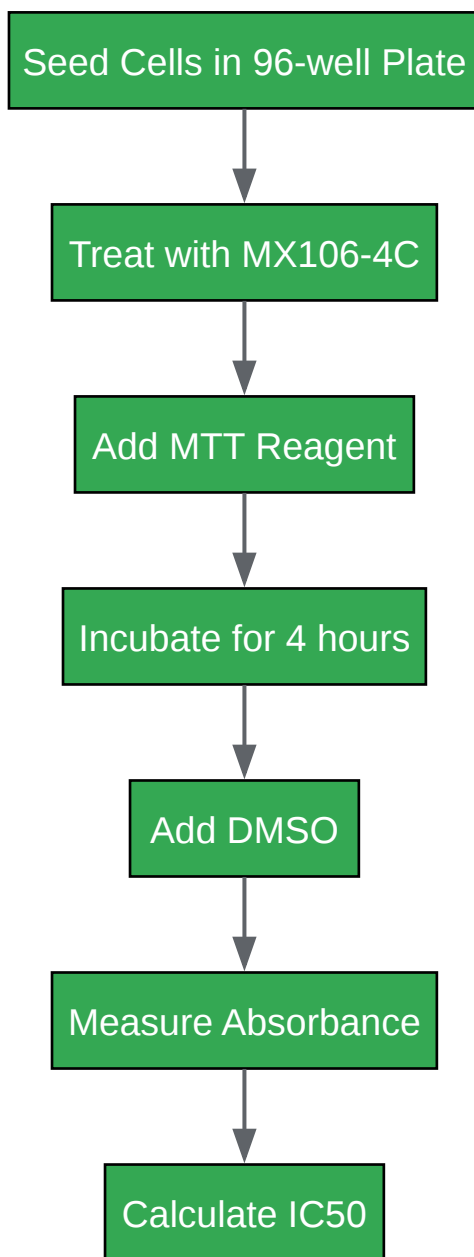 Seed Cells in 96-well Plate
Treat with MX106-4C
Add MTT Reagent
Incubate for 4 hours
Add DMSO
Measure Absorbance
Calculate IC50